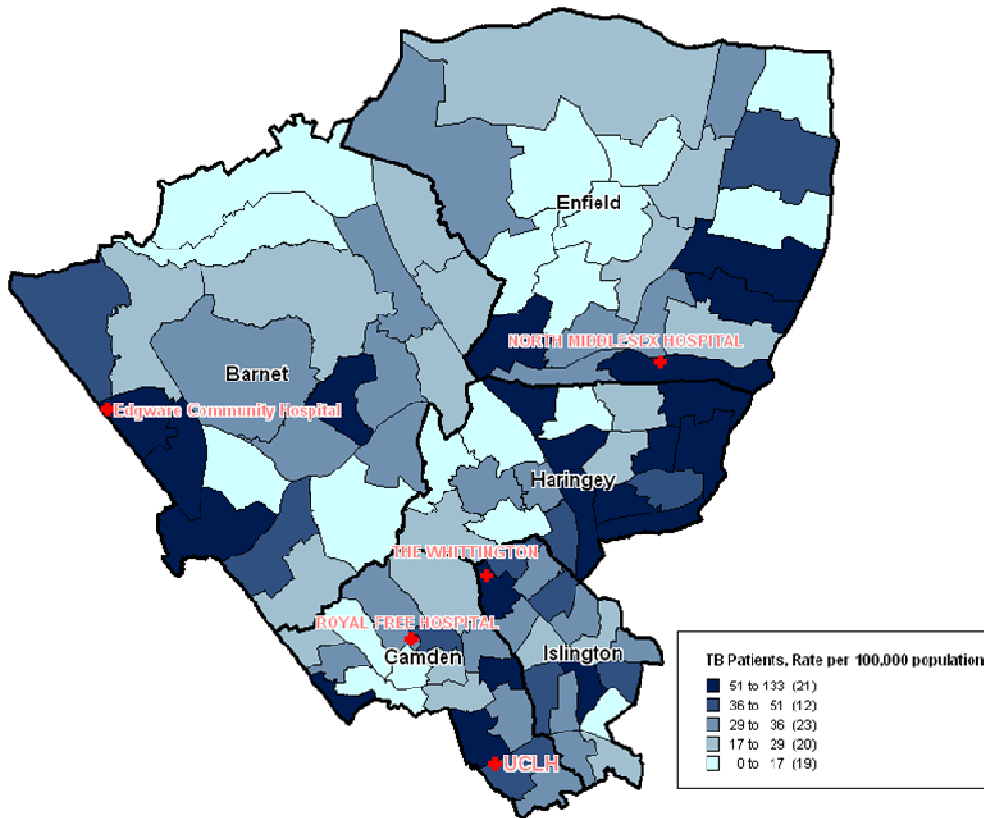 Enfield
NORTH MIDDLESEX HOSPITAL
Barnet
Edgware Community Hospital
Haringey
THE WHITTINGTON
ROYAL FREE HOSPITAL
Camden
Islington
UCLH
TB Patients, Rate per 100,000 population
51 to 133 (21)
36 to 51 (12)
29 to 36 (23)
17 to 29 (20)
0 to 17 (19)